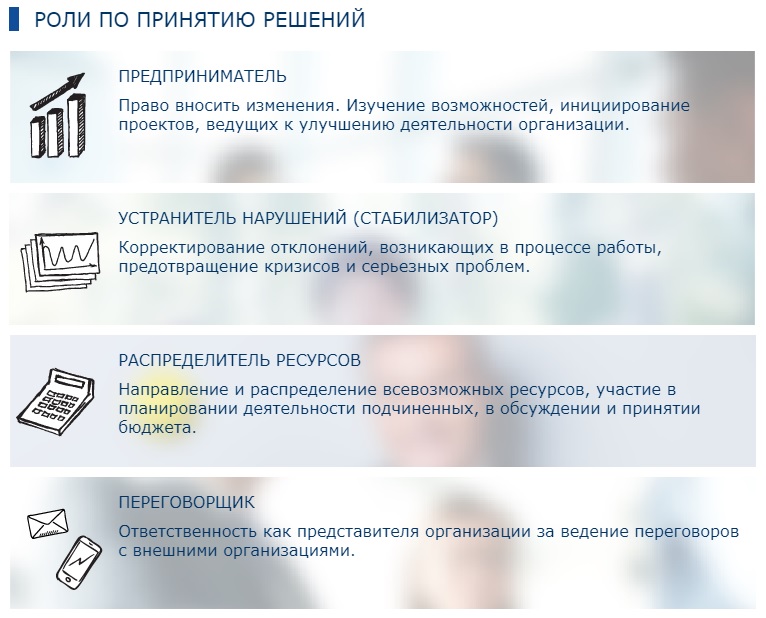 РОЛИ ПО ПРИНЯТИЮ РЕШЕНИЙ
ПРЕДПРИНИМАТЕЛЬ
Право вносить изменения. Изучение возможностей, инициирование
проектов, ведущих к улучшению деятельности организации.
УСТРАНИТЕЛЬ НАРУШЕНИЙ (СТАБИЛИЗАТОР)
Корректирование отклонений, возникающих в процессе работы,
предотвращение кризисов и серьезных проблем.
РАСПРЕДЕЛИТЕЛЬ РЕСУРСОВ
Направление и распределение всевозможных ресурсов, участие в
планировании деятельности подчиненных, в обсуждении и принятии
бюджета.
ПЕРЕГОВОРЩИК
Ответственность как представителя организации за ведение переговоров
с внешними организациями.